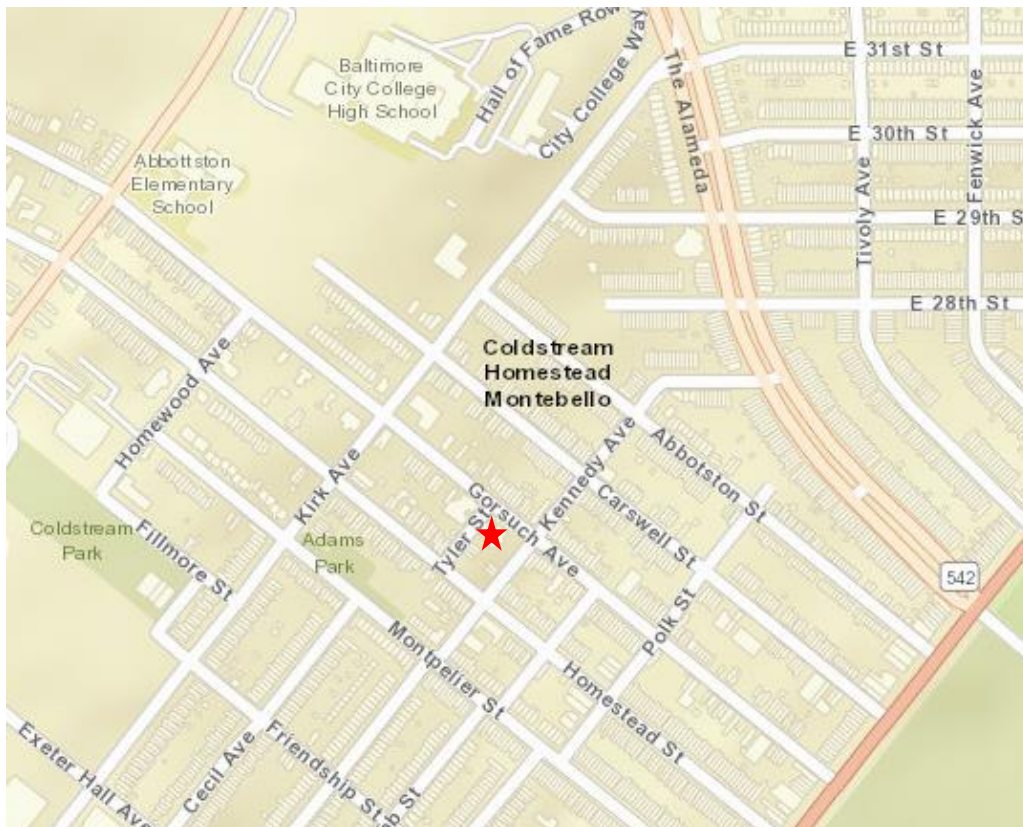 Hall of Fame Row
City College Way
The Alameda
E 31st St
Baltimore
City College
High School
E 30th St
Fenwick Ave
Abbottston
Elementary
School
Tivoly Ave
E 29th S
E 28th St
Coldstream
Homestead
Montebello
Homewood Ave
Kirk Ave
Kennedy Ave
Abbotston St
Gorsuch Ave
Carswell St
Tyler St
Coldstream
Park
Fillmore St
Adams
Park
542
Polk St
Montpelier St
Homestead St
Exeter Hall Ave
Cecil Ave
Friendship St
b St